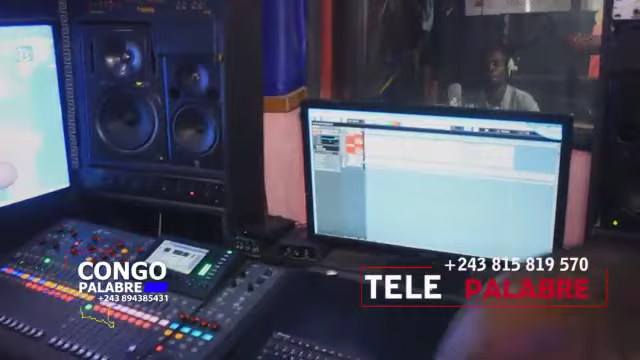 CONGO
PALABRE
+243 894385431
+243 815 819 570
TELE PALABRE